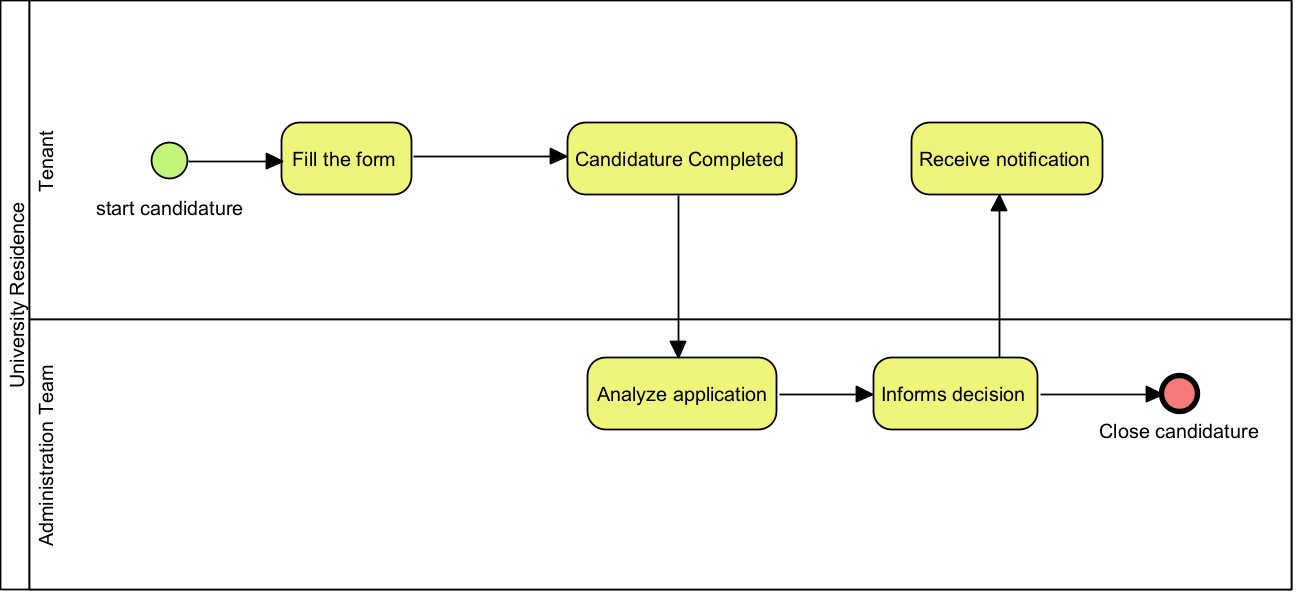 University Residence
Tenant
start candidature
Fill the form
Candidature Completed
Receive notification
Administration Team
Analyze application
Informs decision
Close candidature